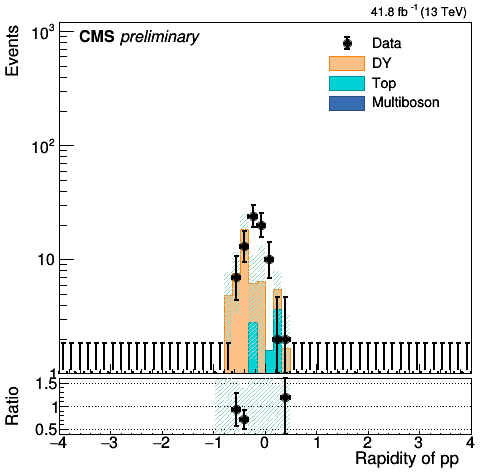 41.8 fb⁻¹ (13 TeV)
CMS preliminary
Events
10³
10²
10
1
Data
DY
Top
Multiboson
Ratio
1.5
1
0.5
−4 −3 −2 −1 0 1 2 3 4
Rapidity of pp